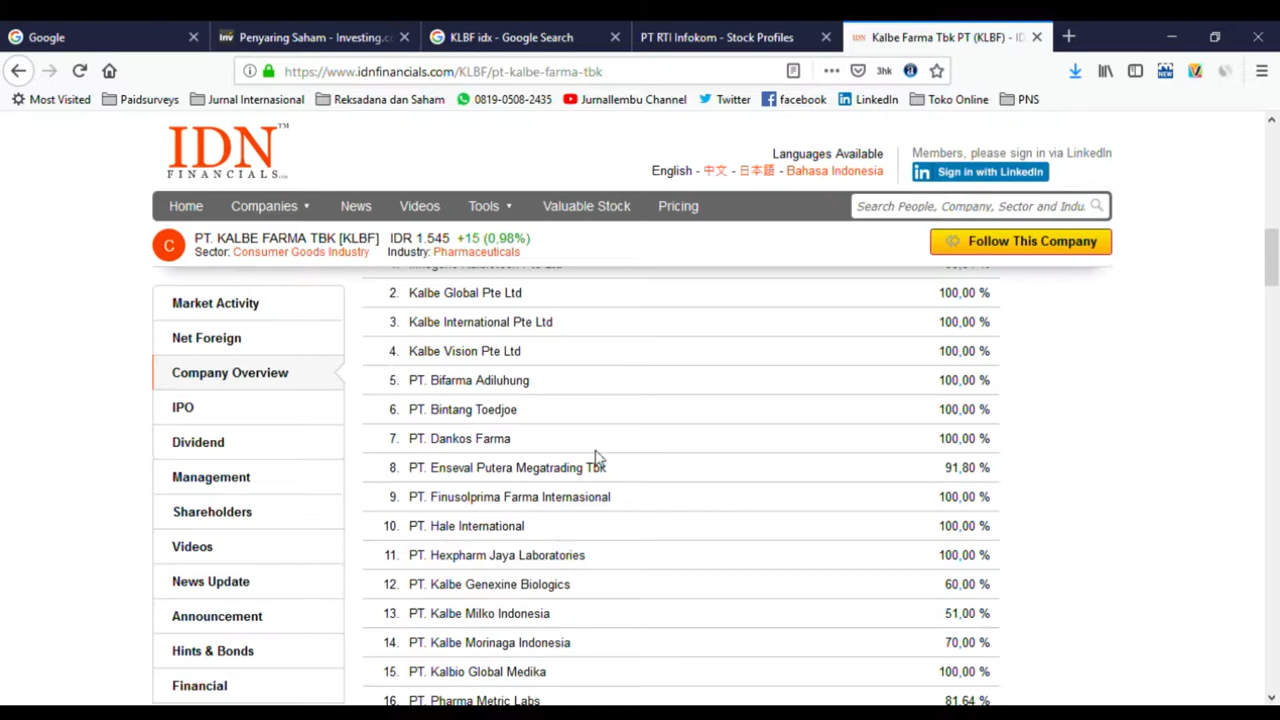 Google
Penyaring Saham - Investing.c
KLBF idx - Google Search
PT RTI Infokom - Stock Profiles
Kalbe Farma Tbk PT (KLBF) - ID
https://www.idnfinancials.com/KLBF/pt-kalbe-farma-tbk
3hk
Most Visited
Paidsurveys
Jurnal Internasional
Reksadana dan Saham
0819-0508-2435
Jurnallembu Channel
Twitter
facebook
LinkedIn
Toko Online
PNS
IDN™
FINANCIALS.COM
Languages Available
English - 中文 - 日本語 - Bahasa Indonesia
Members, please sign in via LinkedIn
in Sign in with LinkedIn
Home Companies News Videos Tools Valuable Stock Pricing
Search People, Company, Sector and Indu
C
PT. KALBE FARMA TBK [KLBF] IDR 1.545 +15 (0,98%)
Sector: Consumer Goods Industry Industry: Pharmaceuticals
Follow This Company
Market Activity
Net Foreign
Company Overview
IPO
Dividend
Management
Shareholders
Videos
News Update
Announcement
Hints & Bonds
Financial
2. Kalbe Global Pte Ltd 100,00 %
3. Kalbe International Pte Ltd 100,00 %
4. Kalbe Vision Pte Ltd 100,00 %
5. PT. Bifarma Adiluhung 100,00 %
6. PT. Bintang Toedjoe 100,00 %
7. PT. Dankos Farma 100,00 %
8. PT. Enseval Putera Megatrading Tbk 91,80 %
9. PT. Finusolprima Farma Internasional 100,00 %
10. PT. Hale International 100,00 %
11. PT. Hexpharm Jaya Laboratories 100,00 %
12. PT. Kalbe Genexine Biologics 60,00 %
13. PT. Kalbe Milko Indonesia 51,00 %
14. PT. Kalbe Morinaga Indonesia 70,00 %
15. PT. Kalbio Global Medika 100,00 %
16. PT. Pharma Metric Labs 81,64 %